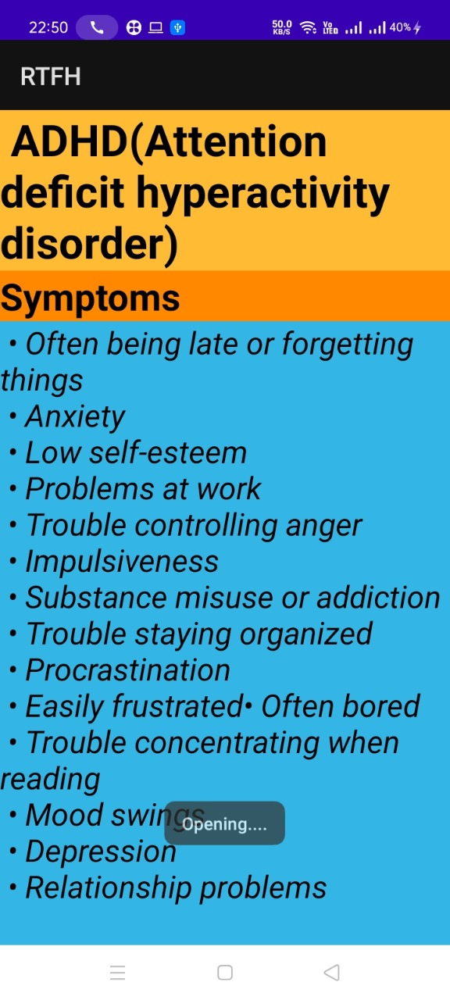 22:50 50.0 KB/S Vo LTED 40%
RTFH
ADHD(Attention
deficit hyperactivity
disorder)
Symptoms
• Often being late or forgetting
things
• Anxiety
• Low self-esteem
• Problems at work
• Trouble controlling anger
• Impulsiveness
• Substance misuse or addiction
• Trouble staying organized
• Procrastination
• Easily frustrated• Often bored
• Trouble concentrating when
reading
• Mood swings
Opening....
• Depression
• Relationship problems